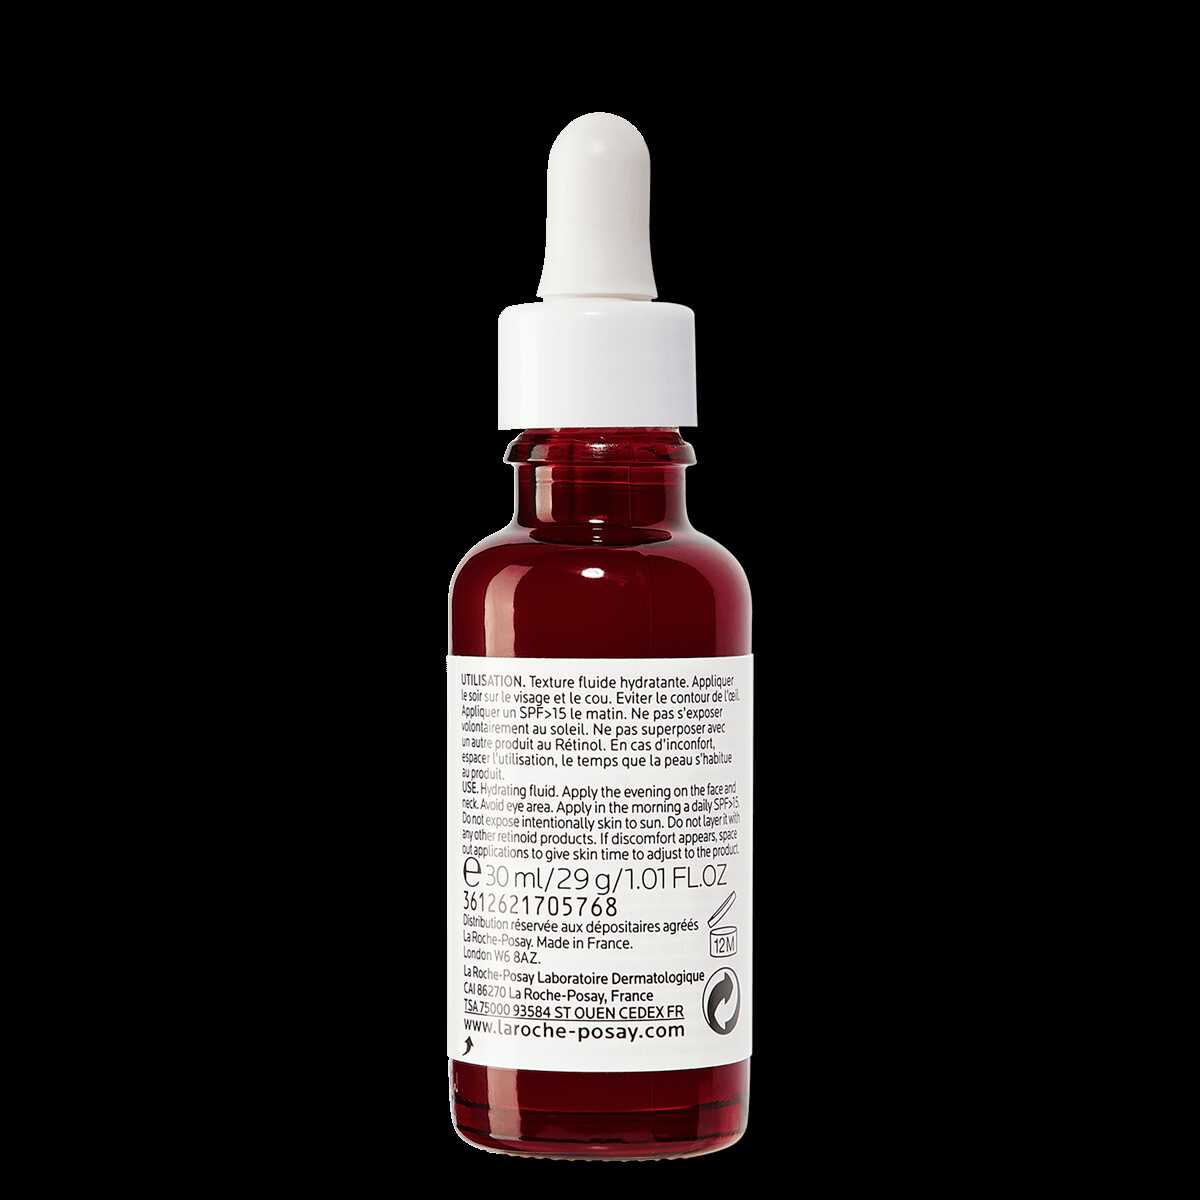 UTILISATION. Texture fluide hydratante. Appliquer
le soir sur le visage et le cou. Eviter le contour de l'œil.
Appliquer un SPF>15 le matin. Ne pas s'exposer
volontairement au soleil. Ne pas superposer avec
un autre produit au Rétinol. En cas d'inconfort,
espacer l'utilisation, le temps que la peau s'habitue
au produit.
USE. Hydrating fluid. Apply the evening on the face and
neck. Avoid eye area. Apply in the morning a daily SPF>15.
Do not expose intentionally skin to sun. Do not layer it with
any other retinoid products. If discomfort appears, space
out applications to give skin time to adjust to the product.
e 30 ml/29 g/1.01 FL.OZ
3612621705768
Distribution réservée aux dépositaires agréés
La Roche-Posay. Made in France.
London W6 8AZ.
12M
La Roche-Posay Laboratoire Dermatologique
CAI 86270 La Roche-Posay, France
TSA 75000 93584 ST OUEN CEDEX FR
www.laroche-posay.com